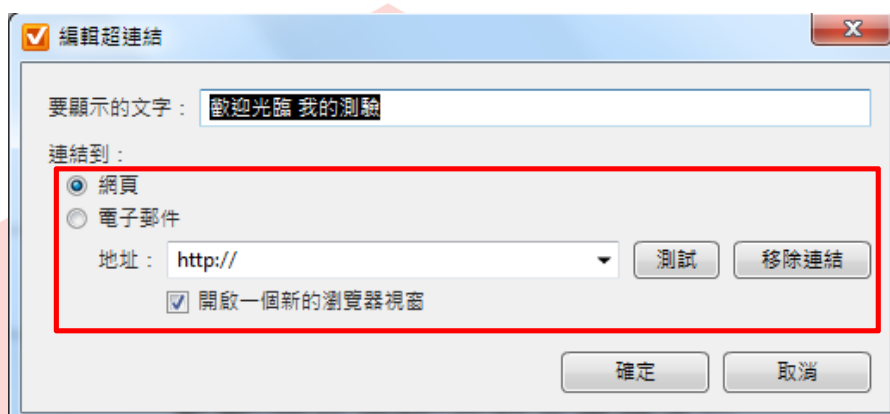 編輯超連結
要顯示的文字： 歡迎光臨 我的測驗
連結到：
網頁
電子郵件
地址： http:// 測試 移除連結
開啟一個新的瀏覽器視窗
確定 取消